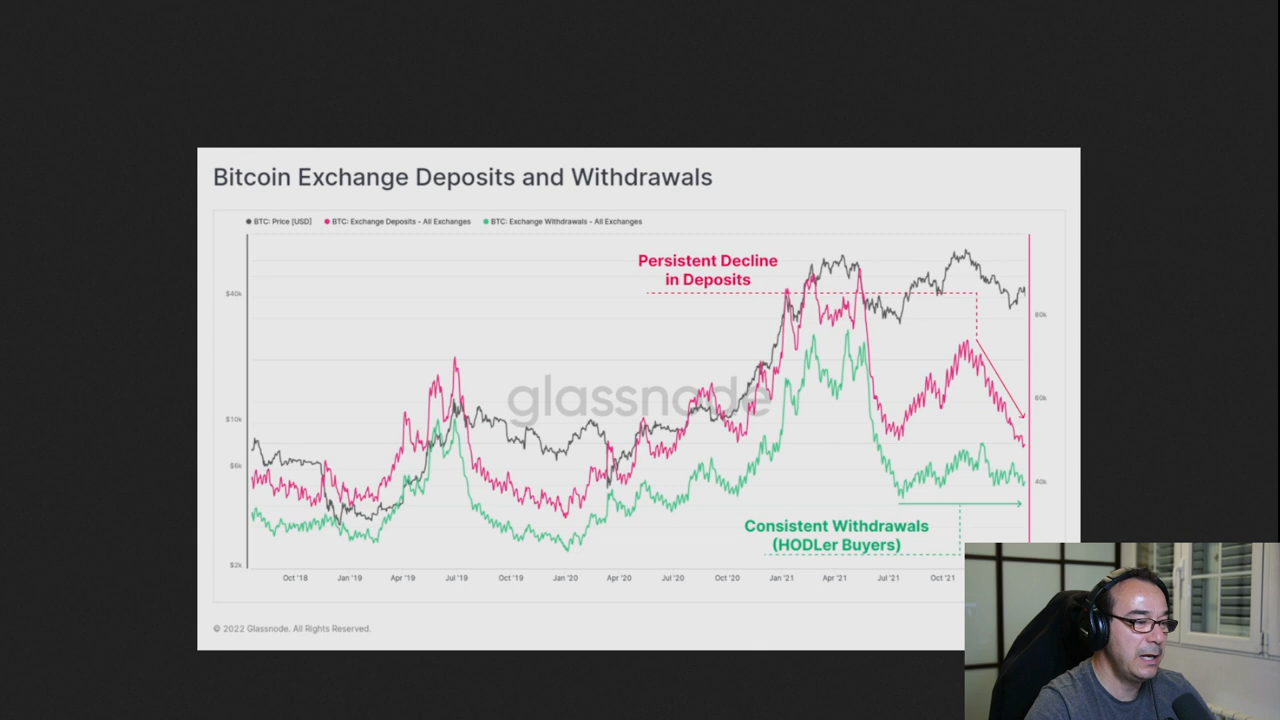 Bitcoin Exchange Deposits and Withdrawals
BTC: Price [USD] BTC: Exchange Deposits - All Exchanges BTC: Exchange Withdrawals - All Exchanges
Persistent Decline
in Deposits
$40k
80k
glassnode
60k
$10k
$6k
40k
Consistent Withdrawals
(HODLer Buyers)
$2k
Oct '18 Jan '19 Apr '19 Jul '19 Oct '19 Jan '20 Apr '20 Jul '20 Oct '20 Jan '21 Apr '21 Jul '21 Oct '21
© 2022 Glassnode. All Rights Reserved.